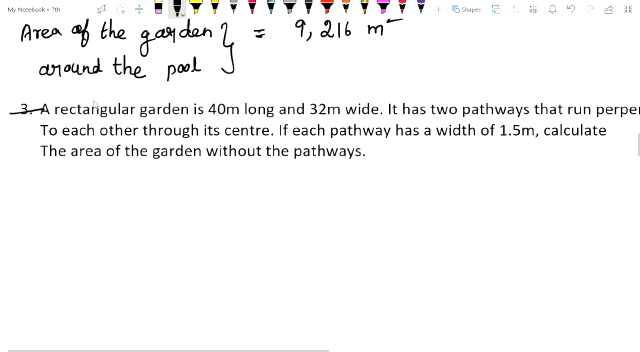 My Notebook • 7th
Shapes
Area of the garden = 9,216 m²
around the pool
3. A rectangular garden is 40m long and 32m wide. It has two pathways that run perpe
To each other through its centre. If each pathway has a width of 1.5m, calculate
The area of the garden without the pathways.